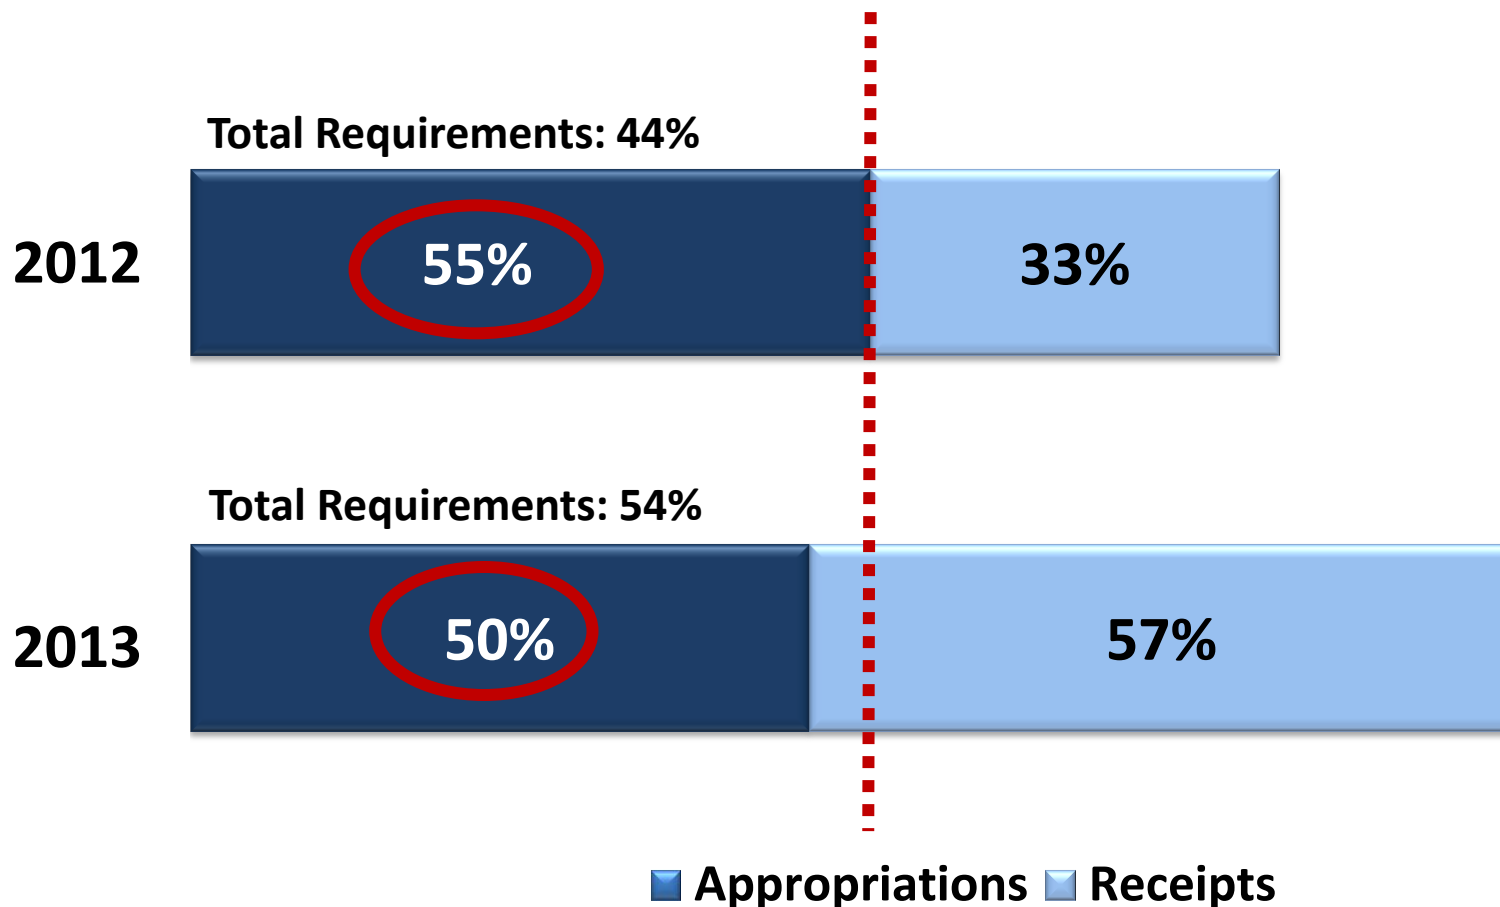 Total Requirements: 44%
2012 55% 33%
Total Requirements: 54%
2013 50% 57%
Appropriations Receipts